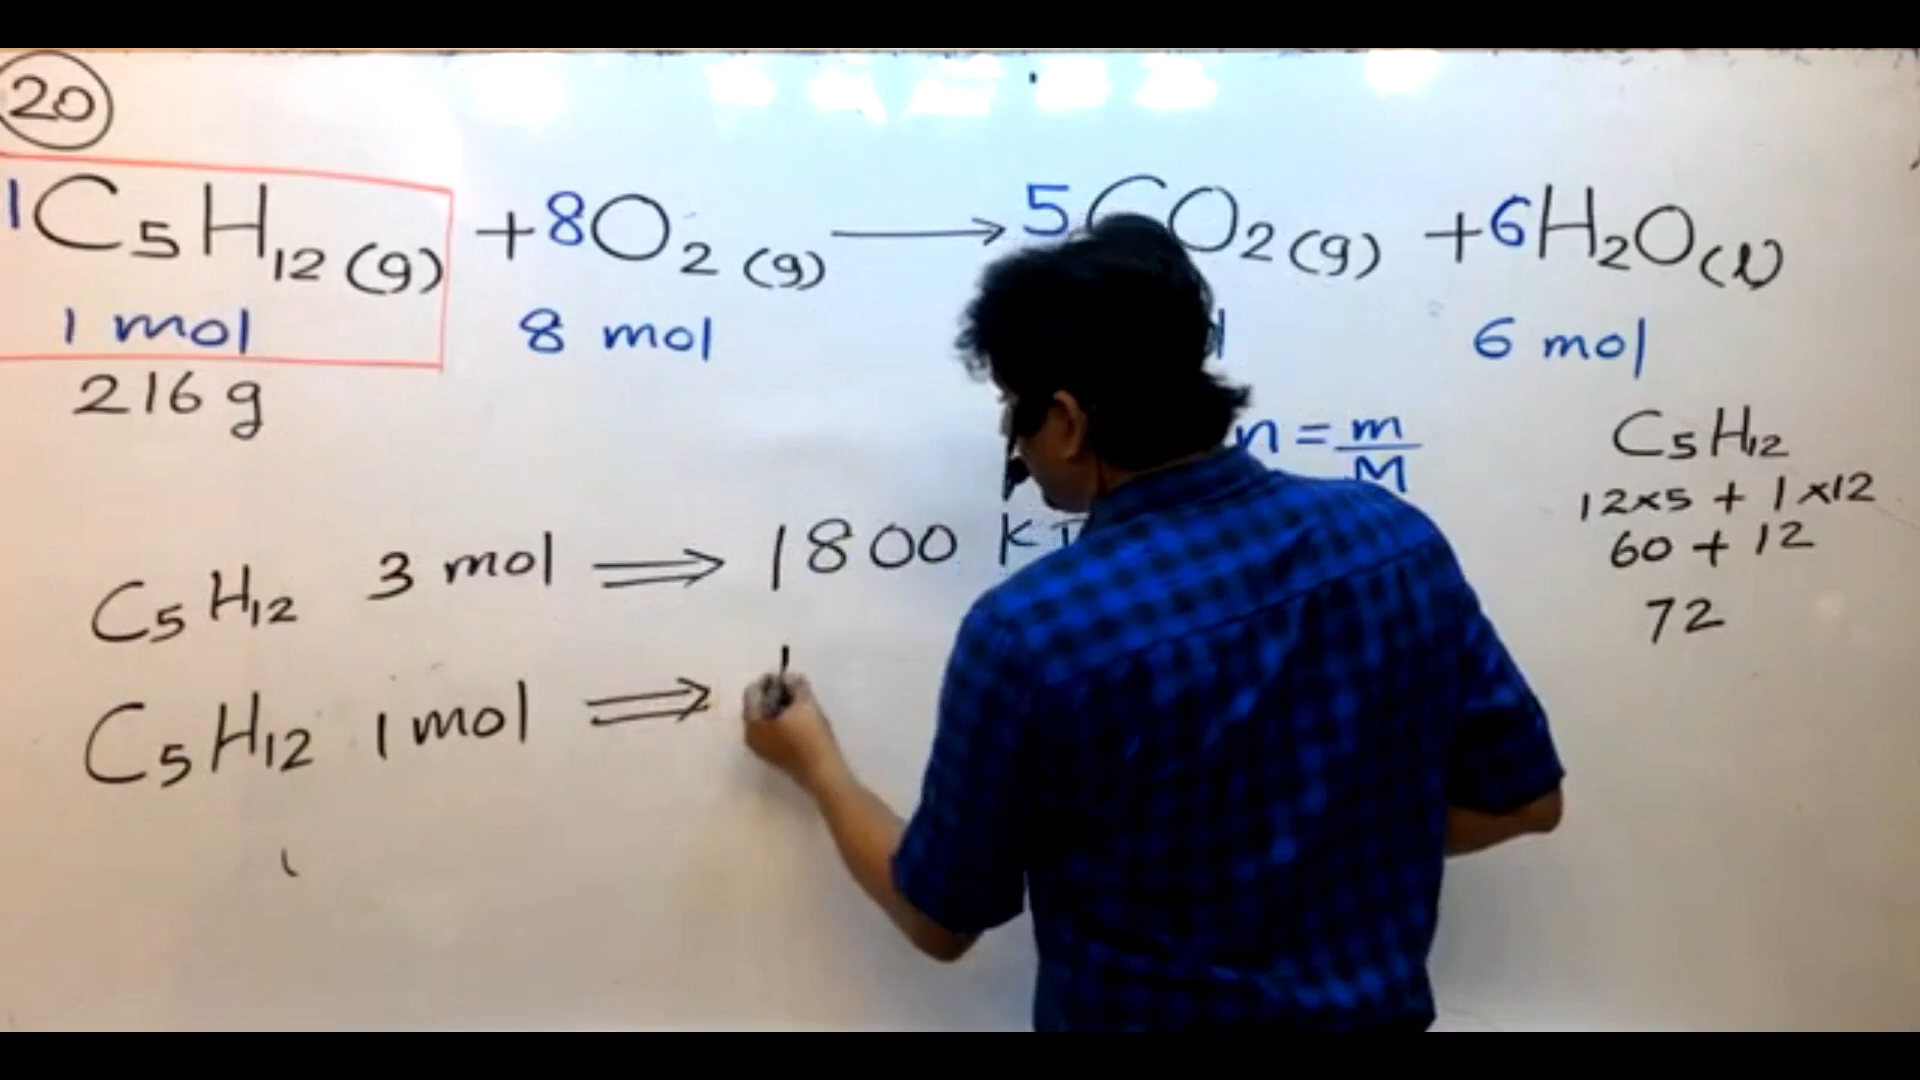 20
1C₅H₁₂(g) + 8O₂(g) ⟶ 5CO₂(g) + 6H₂O(l)
1 mol 8 mol 6 mol
216 g
n = m/M
C₅H₁₂
12×5 + 1×12
60 + 12
72
C₅H₁₂ 3 mol ⟹ 1800
C₅H₁₂ 1 mol ⟹